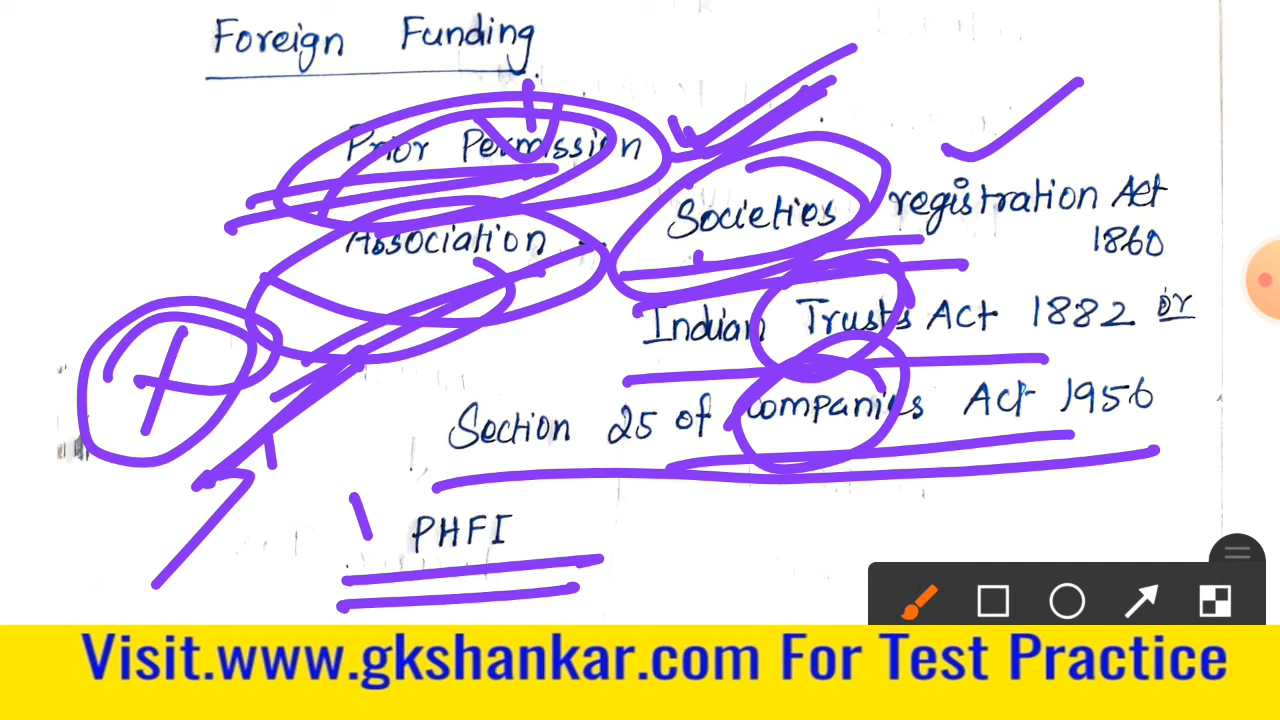 Foreign Funding
Prior Permission
Association - Societies registration Act
1860
Indian Trusts Act 1882 or
Section 25 of Companies Act 1956
PHFI
Visit.www.gkshankar.com For Test Practice